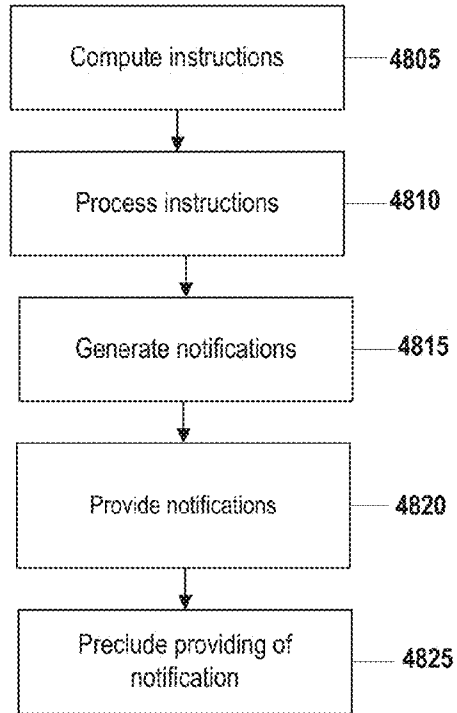 Compute instructions
4805
Process instructions
4810
Generate notifications
4815
Provide notifications
4820
Preclude providing of
notification
4825